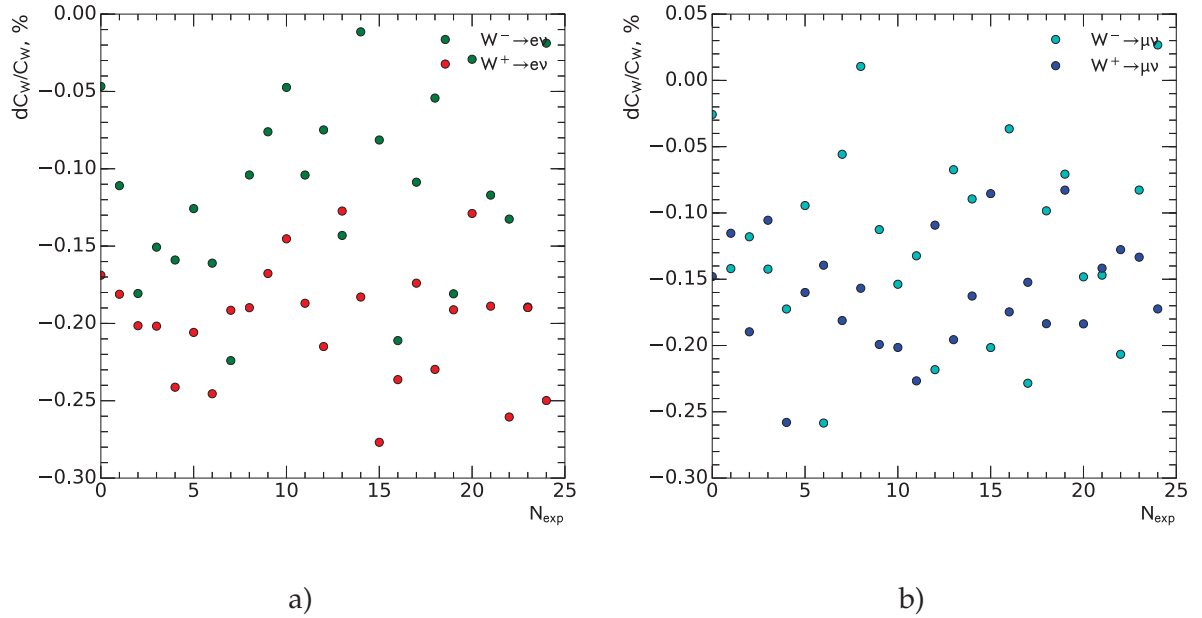 dC_W/C_W, %
0.00
−0.05
−0.10
−0.15
−0.20
−0.25
−0.30
W⁻→eν
W⁺→eν
0 5 10 15 20 25
N_exp
a)
dC_W/C_W, %
0.05
0.00
−0.05
−0.10
−0.15
−0.20
−0.25
−0.30
W⁻→μν
W⁺→μν
0 5 10 15 20 25
N_exp
b)